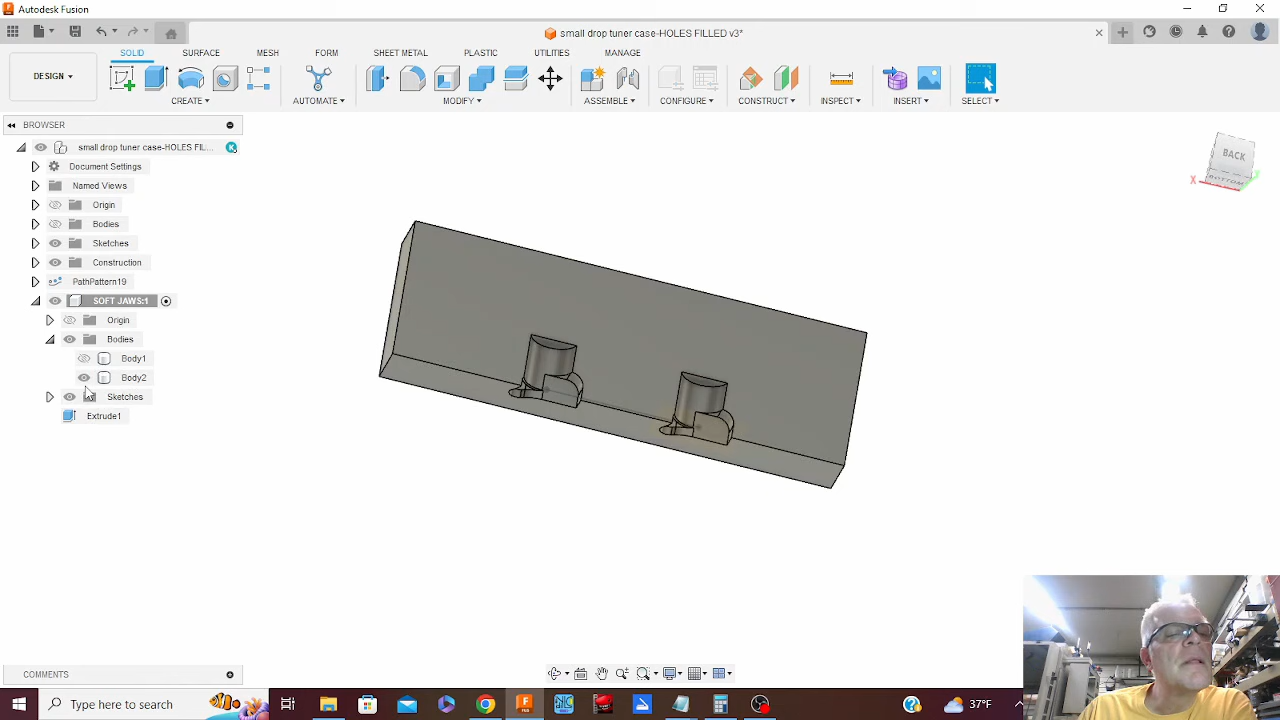 Autodesk Fusion
small drop tuner case-HOLES FILLED v3*
SOLID SURFACE MESH FORM SHEET METAL PLASTIC UTILITIES MANAGE
DESIGN
CREATE AUTOMATE MODIFY ASSEMBLE CONFIGURE CONSTRUCT INSPECT INSERT SELECT
BROWSER
small drop tuner case-HOLES FIL...
Document Settings
Named Views
Origin
Bodies
Sketches
Construction
PathPattern19
SOFT JAWS:1
Origin
Bodies
Body1
Body2
Sketches
Extrude1
BACK
BOTTOM
X
COMMENTS
Type here to search
37°F